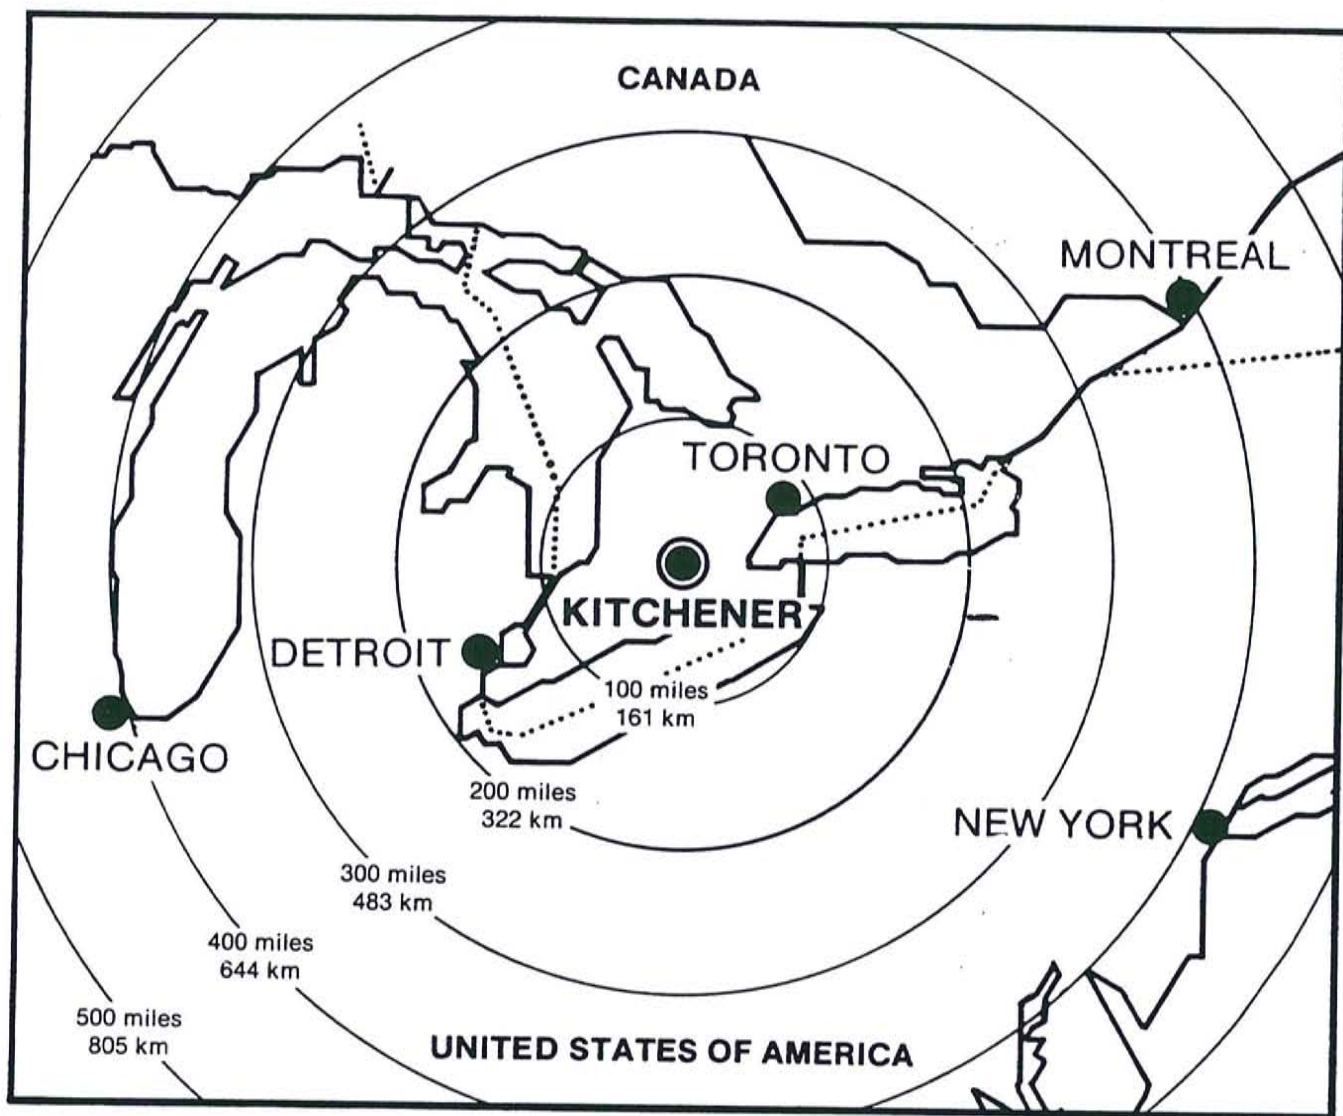 CANADA
MONTREAL
TORONTO
KITCHENER
DETROIT
100 miles
161 km
CHICAGO
200 miles
322 km
NEW YORK
300 miles
483 km
400 miles
644 km
500 miles
805 km
UNITED STATES OF AMERICA